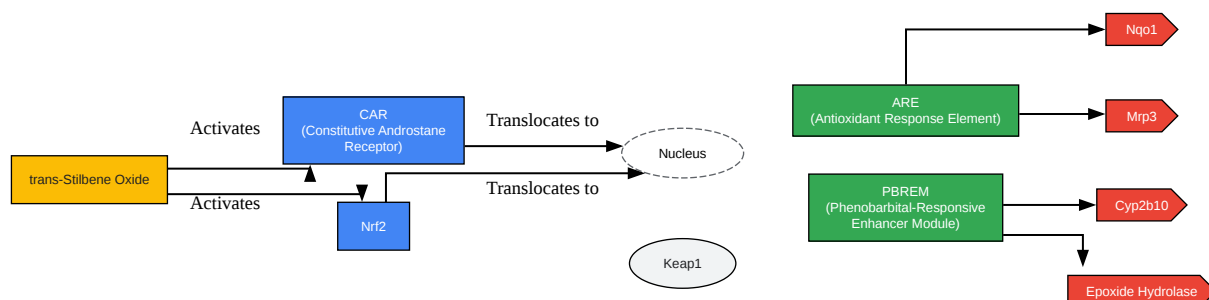 trans-Stilbene Oxide
Activates
Activates
CAR
(Constitutive Androstane
Receptor)
Nrf2
Translocates to
Translocates to
Nucleus
Keap1
ARE
(Antioxidant Response Element)
PBREM
(Phenobarbital-Responsive
Enhancer Module)
Nqo1
Mrp3
Cyp2b10
Epoxide Hydrolase